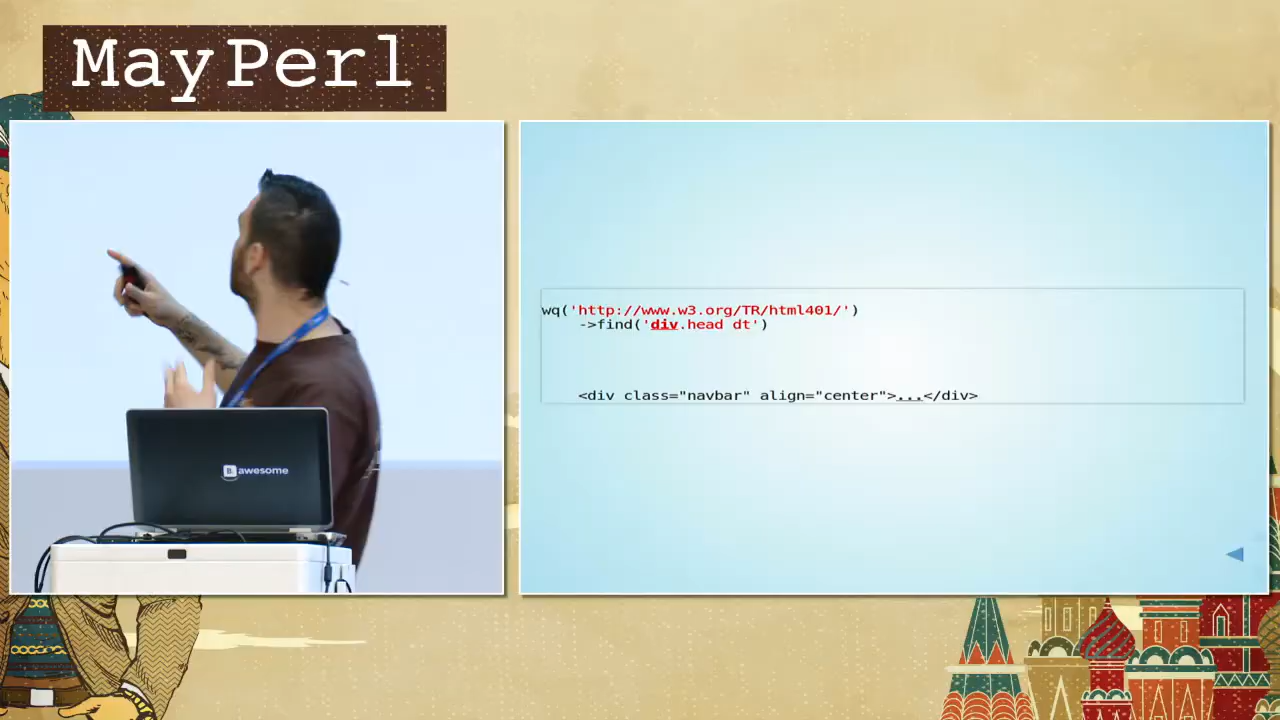 MayPerl
wq('http://www.w3.org/TR/html401/')
->find('div.head dt')
<div class="navbar" align="center">...</div>
B. awesome